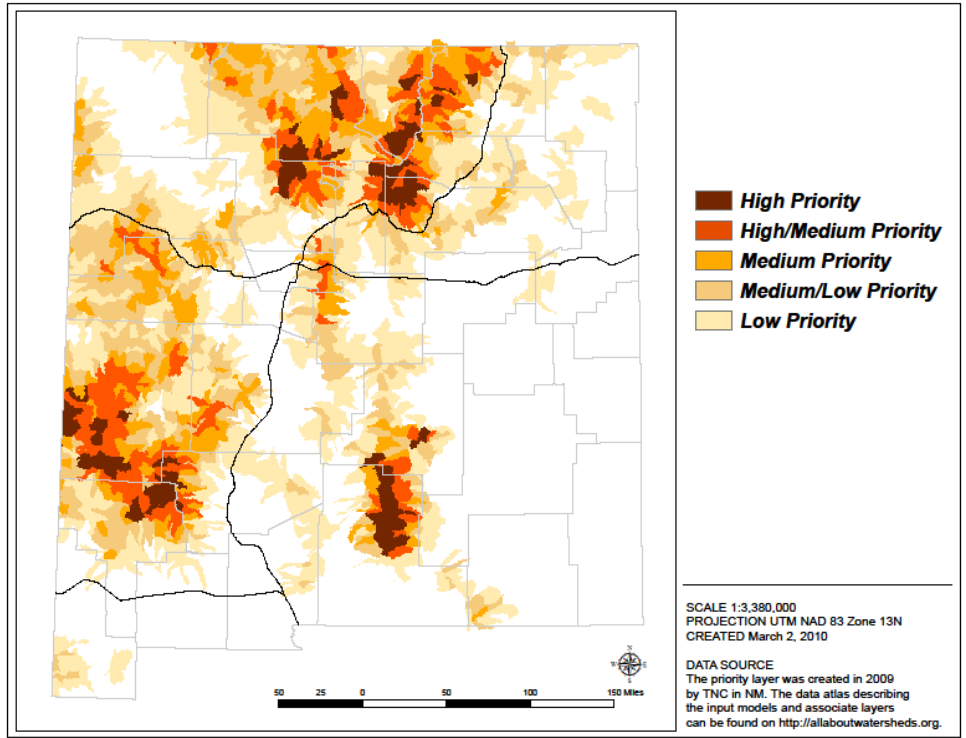 High Priority
High/Medium Priority
Medium Priority
Medium/Low Priority
Low Priority
SCALE 1:3,380,000
PROJECTION UTM NAD 83 Zone 13N
CREATED March 2, 2010
DATA SOURCE
The priority layer was created in 2009
by TNC in NM. The data atlas describing
the input models and associate layers
can be found on http://allaboutwatersheds.org.
N
W E
S
50 25 0 50 100 150 Miles